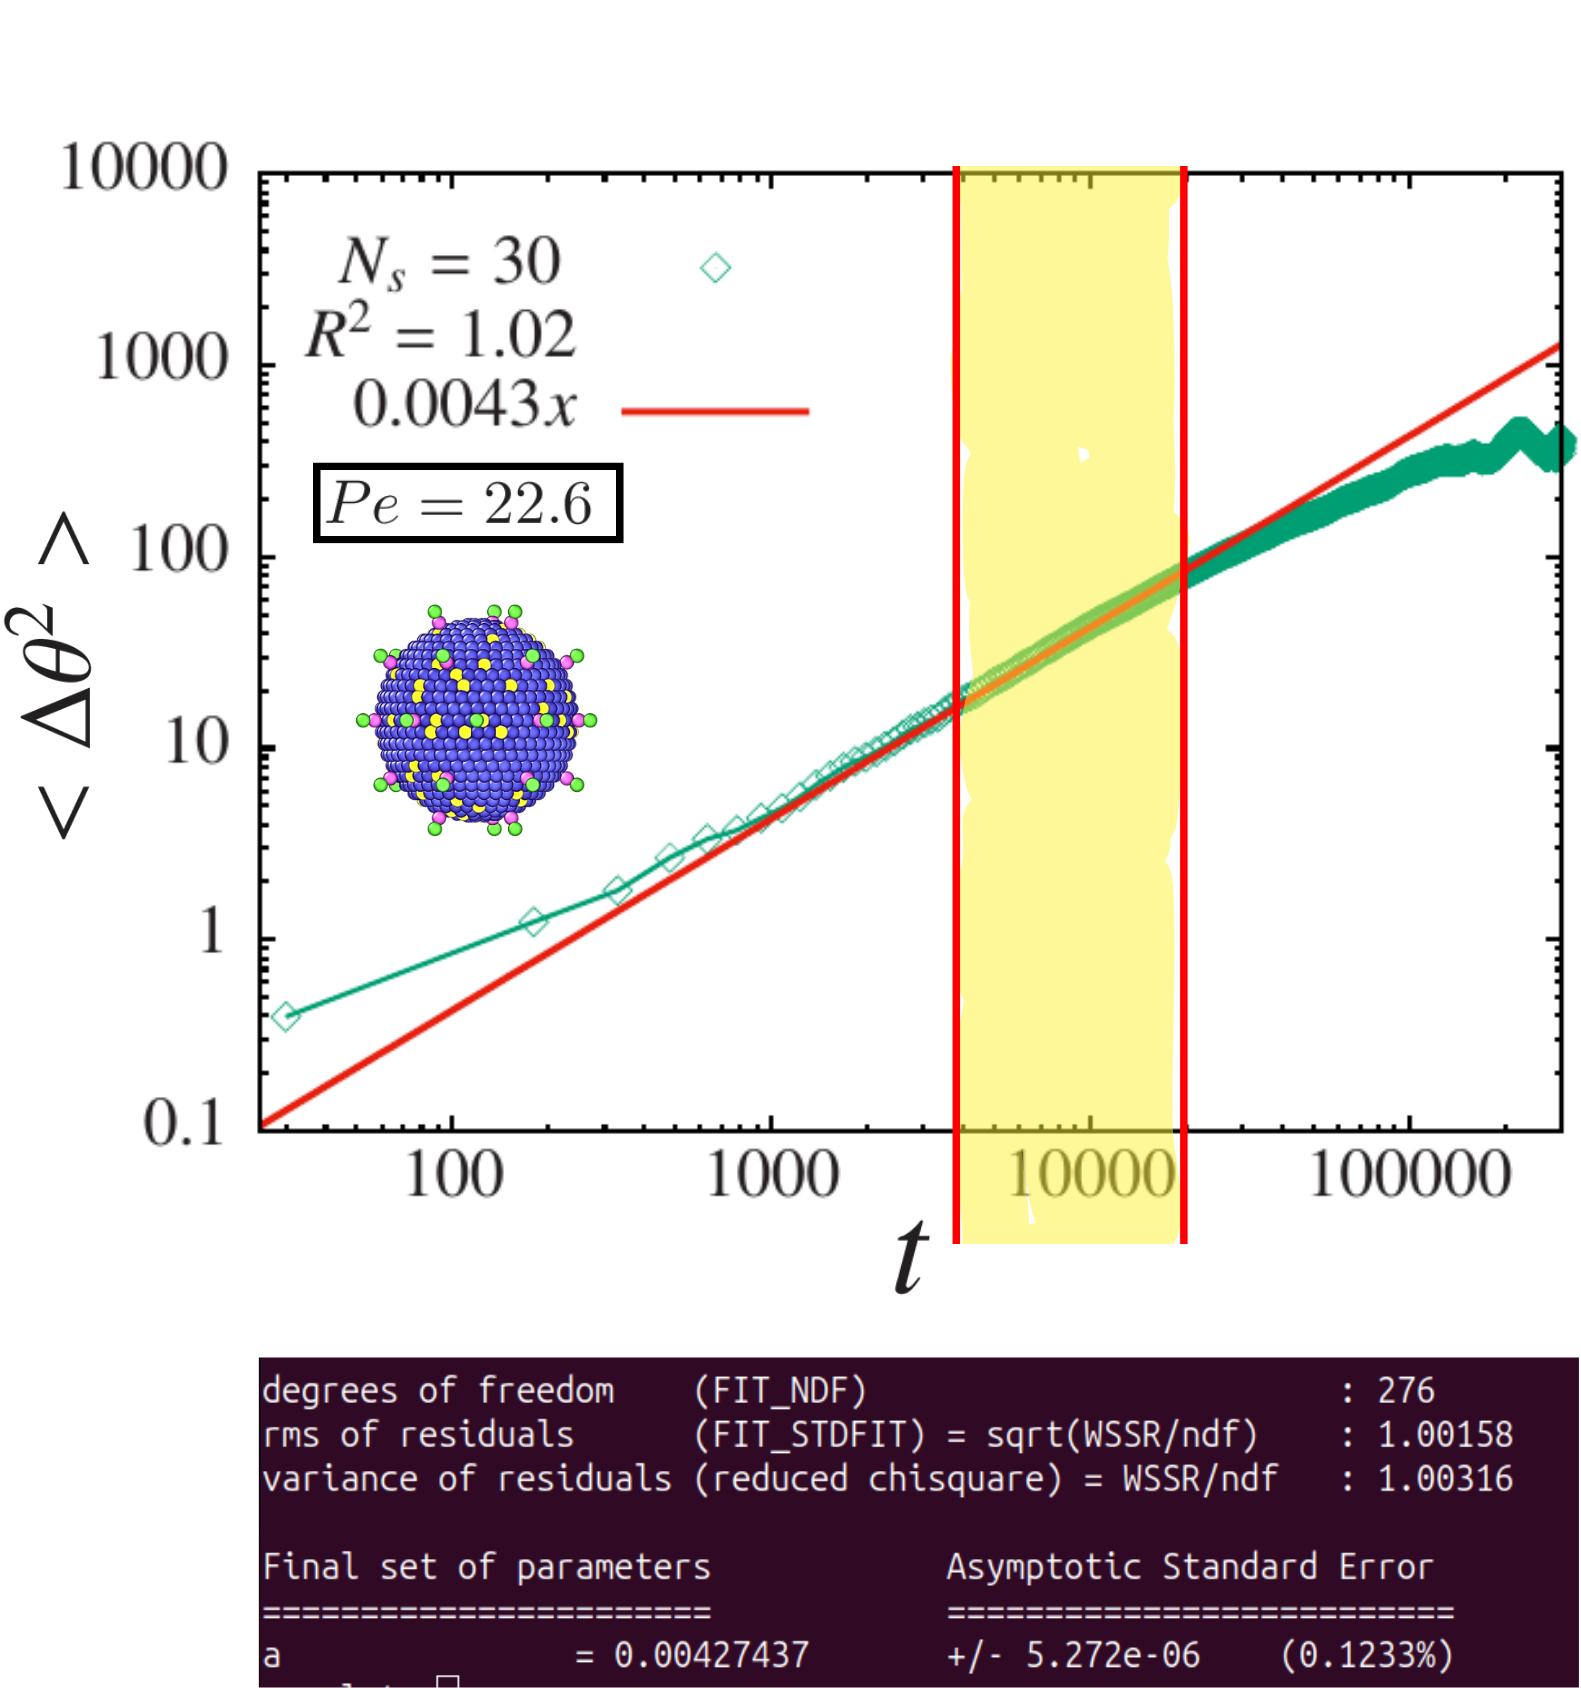 10000
1000
100
10
1
0.1
< Δθ² >
N_s = 30
R² = 1.02
0.0043x
Pe = 22.6
100 1000 10000 100000
t
degrees of freedom (FIT_NDF) : 276
rms of residuals (FIT_STDFIT) = sqrt(WSSR/ndf) : 1.00158
variance of residuals (reduced chisquare) = WSSR/ndf : 1.00316
Final set of parameters Asymptotic Standard Error
======================= ==========================
a = 0.00427437 +/- 5.272e-06 (0.1233%)